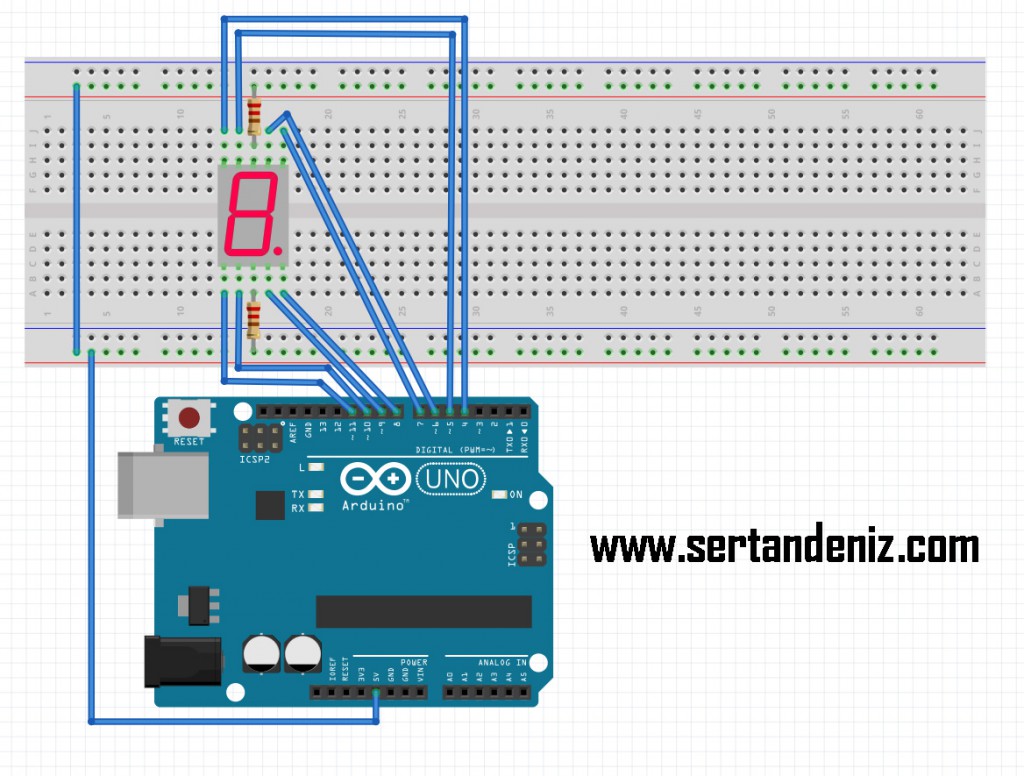 1 5 10 15 20 25 30 35 40 45 50 55 60
J I H G F
J I H G F
8.
E D C B A
E D C B A
1 5 10 15 20 25 30 35 40 45 50 55 60
RESET
ICSP2
AREF
GND
13
12
~11
~10
~9
8
7
~6
~5
4
~3
2
TX0▶1
RX0◀0
DIGITAL (PWM=~)
L
TX
RX
Arduino™
UNO
ON
1
ICSP
www.sertandeniz.com
POWER
ANALOG IN
IOREF
RESET
3V3
5V
GND
GND
VIN
A0
A1
A2
A3
A4
A5